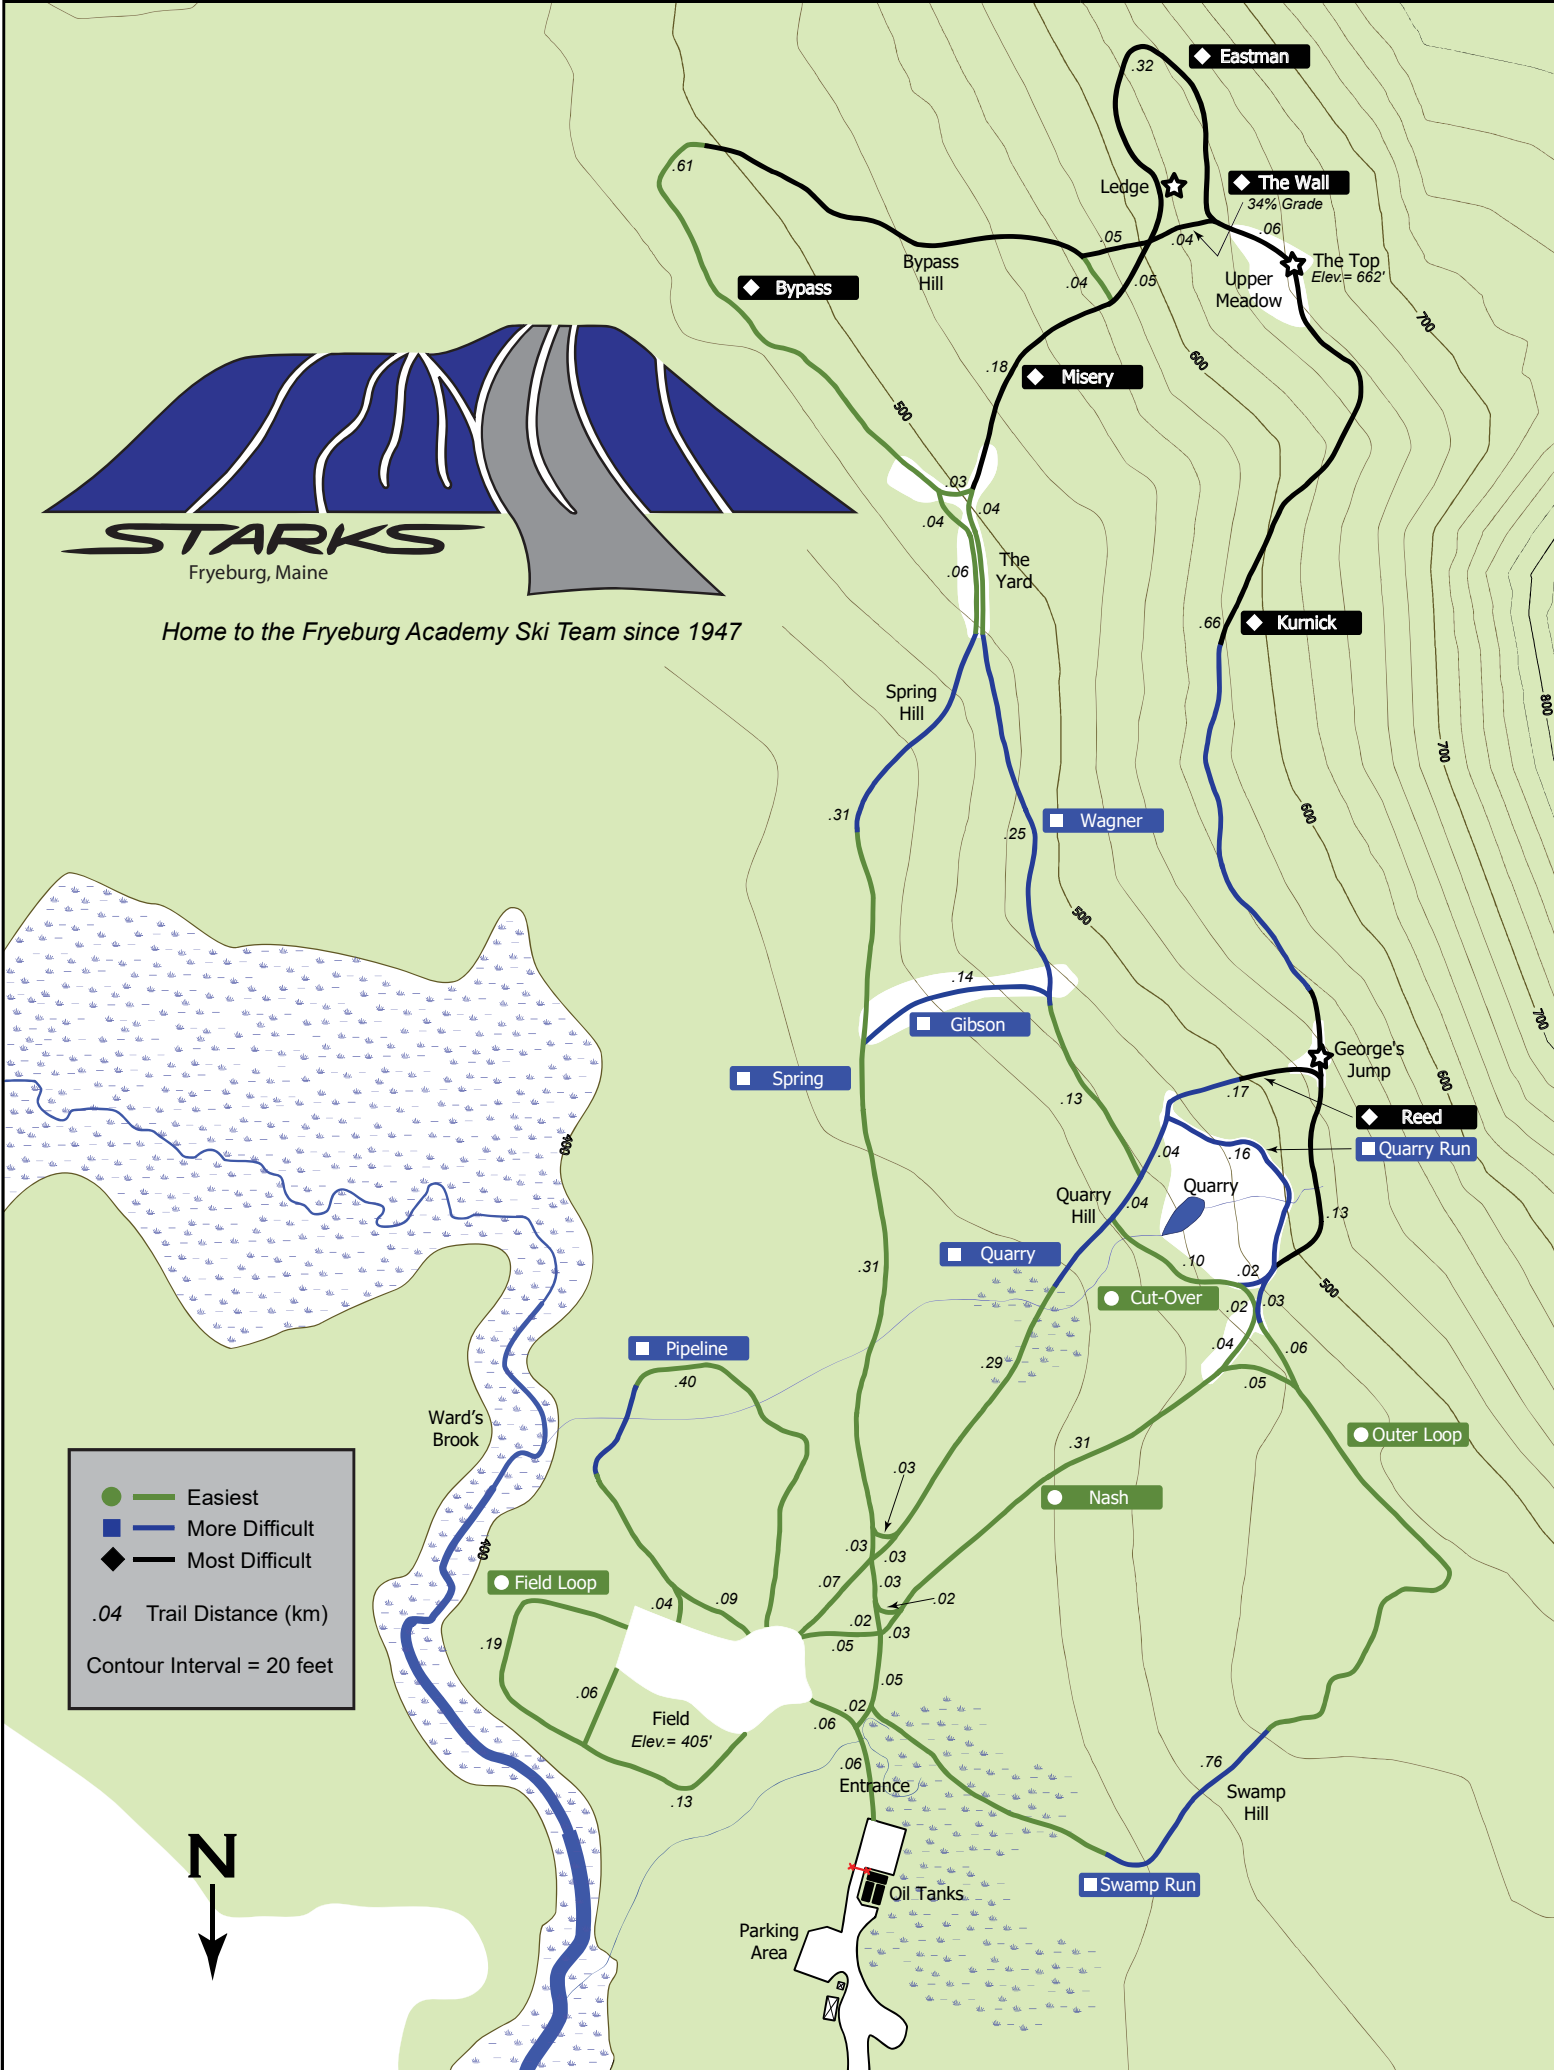 Eastman
.32
The Wall
34% Grade
Ledge
.61
.05
.04
.06
The Top
Elev.= 662'
Bypass
Hill
Upper
Meadow
.04
.05
Bypass
700
600
.18
Misery
500
.03
.04
.04
The
Yard
.06
STARKS
Fryeburg, Maine
Home to the Fryeburg Academy Ski Team since 1947
.66
Kurnick
Spring
Hill
800
700
.31
.25
Wagner
600
500
.14
Gibson
700
George's
Jump
Spring
600
.13
.17
Reed
400
.04
.16
Quarry Run
Quarry
Quarry
Hill
.04
.13
Quarry
.31
.10
.02
Cut-Over
.02
.03
500
Pipeline
.29
.04
.06
.40
.05
Ward's
Brook
.31
Outer Loop
.03
Nash
Easiest
More Difficult
Most Difficult
.04 Trail Distance (km)
Contour Interval = 20 feet
400
.03
.03
Field Loop
.07
.03
.04
.09
.02
.02
.03
.19
.05
.05
.06
.02
Field
Elev.= 405'
.06
.06
Entrance
.76
.13
Swamp
Hill
N
Swamp Run
Oil Tanks
Parking
Area